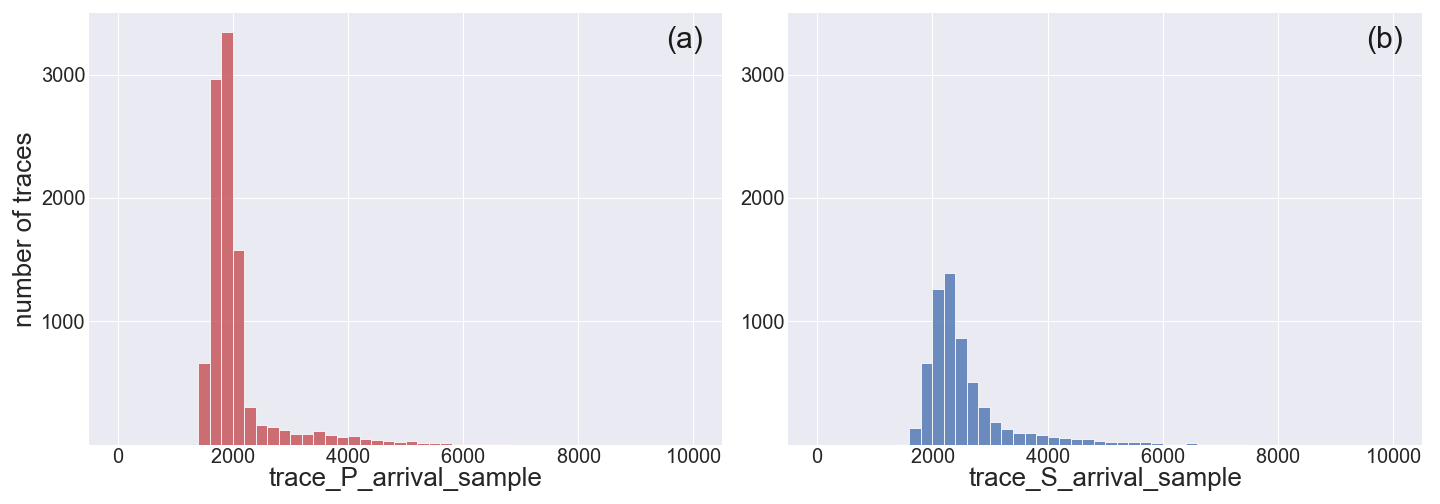 (a)
3000
2000
1000
number of traces
0 2000 4000 6000 8000 10000
trace_P_arrival_sample
(b)
3000
2000
1000
0 2000 4000 6000 8000 10000
trace_S_arrival_sample